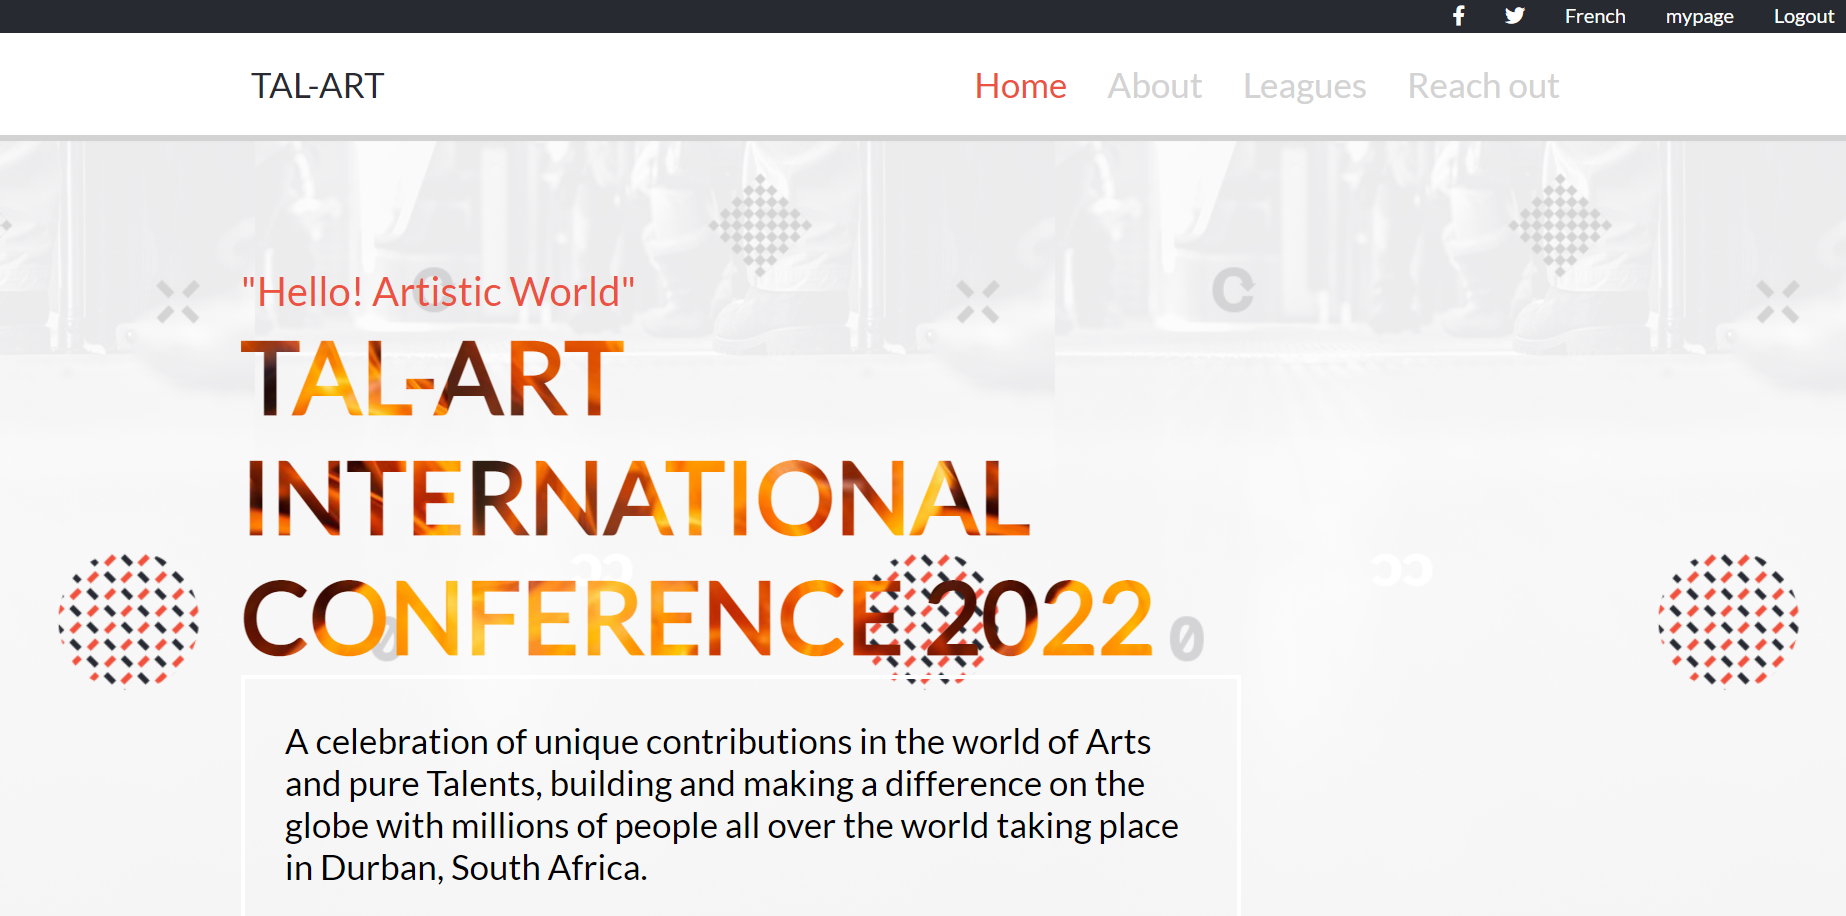 French mypage Logout
TAL-ART
Home About Leagues Reach out
"Hello! Artistic World"
TAL-ART
INTERNATIONAL
CONFERENCE 2022
A celebration of unique contributions in the world of Arts
and pure Talents, building and making a difference on the
globe with millions of people all over the world taking place
in Durban, South Africa.